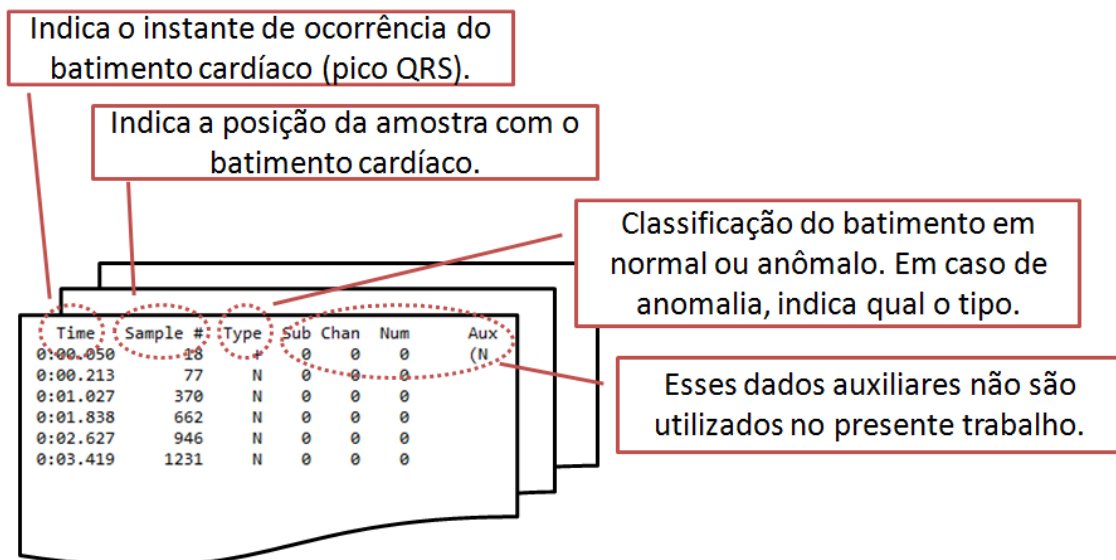 Indica o instante de ocorrência do
batimento cardíaco (pico QRS).
Indica a posição da amostra com o
batimento cardíaco.
Classificação do batimento em
normal ou anômalo. Em caso de
anomalia, indica qual o tipo.
Esses dados auxiliares não são
utilizados no presente trabalho.
Time Sample # Type Sub Chan Num Aux
0:00.050 18 + 0 0 0 (N
0:00.213 77 N 0 0 0
0:01.027 370 N 0 0 0
0:01.838 662 N 0 0 0
0:02.627 946 N 0 0 0
0:03.419 1231 N 0 0 0